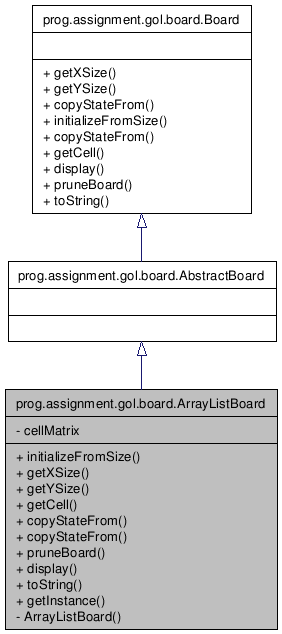 prog.assignment.gol.board.Board
+ getXSize()
+ getYSize()
+ copyStateFrom()
+ initializeFromSize()
+ copyStateFrom()
+ getCell()
+ display()
+ pruneBoard()
+ toString()
prog.assignment.gol.board.AbstractBoard
prog.assignment.gol.board.ArrayListBoard
- cellMatrix
+ initializeFromSize()
+ getXSize()
+ getYSize()
+ getCell()
+ copyStateFrom()
+ copyStateFrom()
+ pruneBoard()
+ display()
+ toString()
+ getInstance()
- ArrayListBoard()